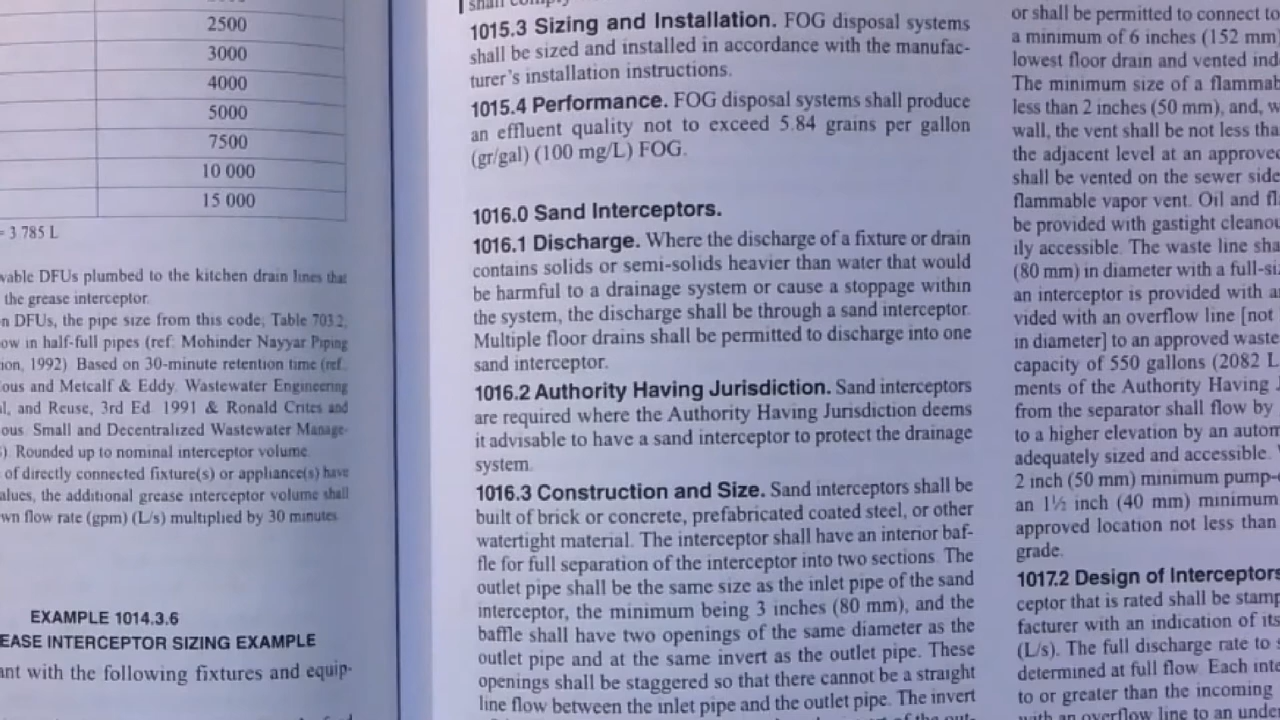 2500
3000
4000
5000
7500
10 000
15 000
= 3.785 L
wable DFUs plumbed to the kitchen drain lines that
the grease interceptor.
n DFUs, the pipe size from this code, Table 703.2,
ow in half-full pipes (ref: Mohinder Nayyar Piping
ion, 1992). Based on 30-minute retention time (ref.
ous and Metcalf & Eddy. Wastewater Engineering
al, and Reuse, 3rd Ed. 1991 & Ronald Crites and
ous. Small and Decentralized Wastewater Manage-
s). Rounded up to nominal interceptor volume.
of directly connected fixture(s) or appliance(s) have
alues, the additional grease interceptor volume shall
wn flow rate (gpm) (L/s) multiplied by 30 minutes.
EXAMPLE 1014.3.6
EASE INTERCEPTOR SIZING EXAMPLE
ant with the following fixtures and equip-
shall comply
1015.3 Sizing and Installation. FOG disposal systems
shall be sized and installed in accordance with the manufac-
turer's installation instructions.
1015.4 Performance. FOG disposal systems shall produce
an effluent quality not to exceed 5.84 grains per gallon
(gr/gal) (100 mg/L) FOG.
1016.0 Sand Interceptors.
1016.1 Discharge. Where the discharge of a fixture or drain
contains solids or semi-solids heavier than water that would
be harmful to a drainage system or cause a stoppage within
the system, the discharge shall be through a sand interceptor.
Multiple floor drains shall be permitted to discharge into one
sand interceptor.
1016.2 Authority Having Jurisdiction. Sand interceptors
are required where the Authority Having Jurisdiction deems
it advisable to have a sand interceptor to protect the drainage
system.
1016.3 Construction and Size. Sand interceptors shall be
built of brick or concrete, prefabricated coated steel, or other
watertight material. The interceptor shall have an interior baf-
fle for full separation of the interceptor into two sections. The
outlet pipe shall be the same size as the inlet pipe of the sand
interceptor, the minimum being 3 inches (80 mm), and the
baffle shall have two openings of the same diameter as the
outlet pipe and at the same invert as the outlet pipe. These
openings shall be staggered so that there cannot be a straight
line flow between the inlet pipe and the outlet pipe. The invert
of the out-
or shall be permitted to connect to
a minimum of 6 inches (152 mm)
lowest floor drain and vented ind
The minimum size of a flammab
less than 2 inches (50 mm), and, w
wall, the vent shall be not less tha
the adjacent level at an approved
shall be vented on the sewer side
flammable vapor vent. Oil and fla
be provided with gastight cleanou
ily accessible. The waste line sha
(80 mm) in diameter with a full-siz
an interceptor is provided with an
vided with an overflow line [not
in diameter] to an approved waste
capacity of 550 gallons (2082 L
ments of the Authority Having J
from the separator shall flow by
to a higher elevation by an autom
adequately sized and accessible.
2 inch (50 mm) minimum pump-
an 1½ inch (40 mm) minimum
approved location not less than
grade.
1017.2 Design of Interceptors
ceptor that is rated shall be stamp
facturer with an indication of its
(L/s). The full discharge rate to s
determined at full flow. Each inte
to or greater than the incoming
with an overflow line to an under